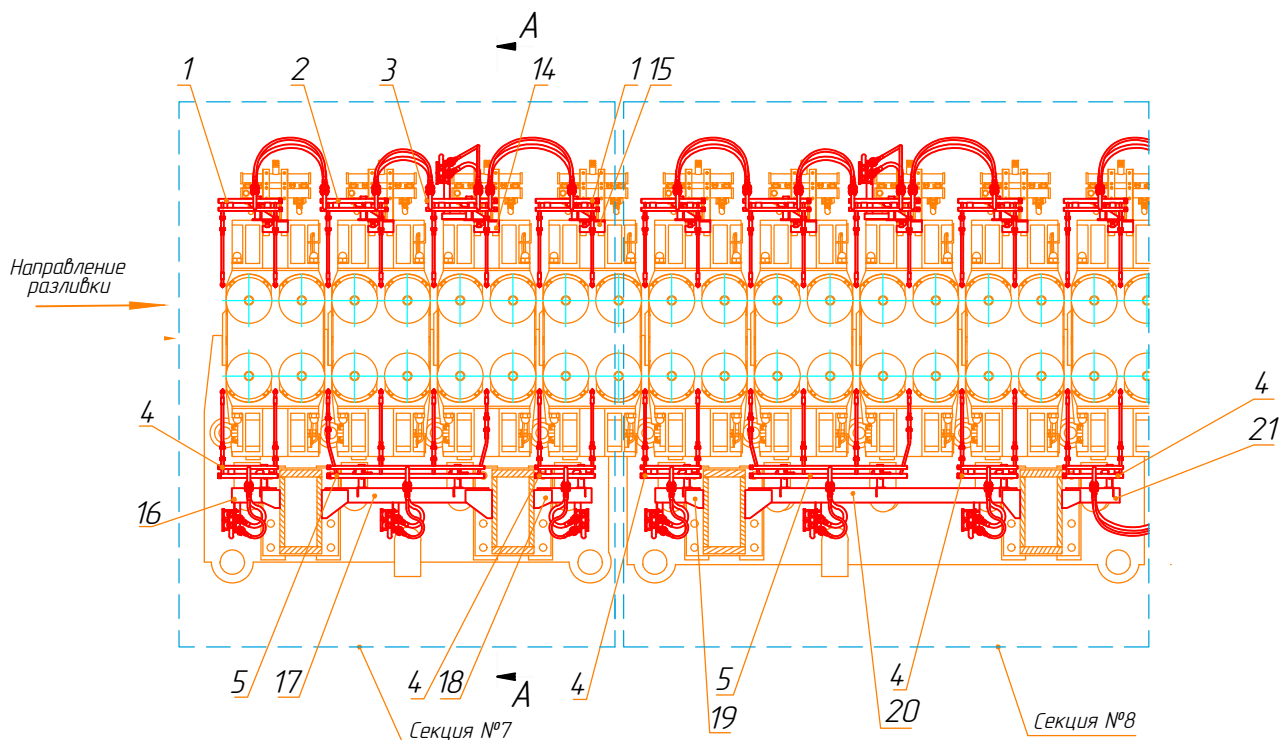 А
1 2 3 14 1 15
Направление
разливки
4 4
21
16
5 17 4 18 4 5 4
19 20
А
Секция №7
Секция №8